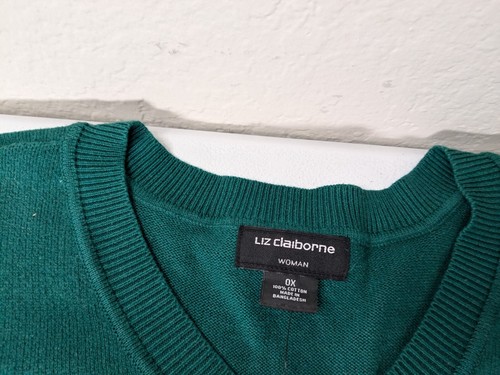 Liz claiborne
WOMAN
0X
100% COTTON
MADE IN
BANGLADESH